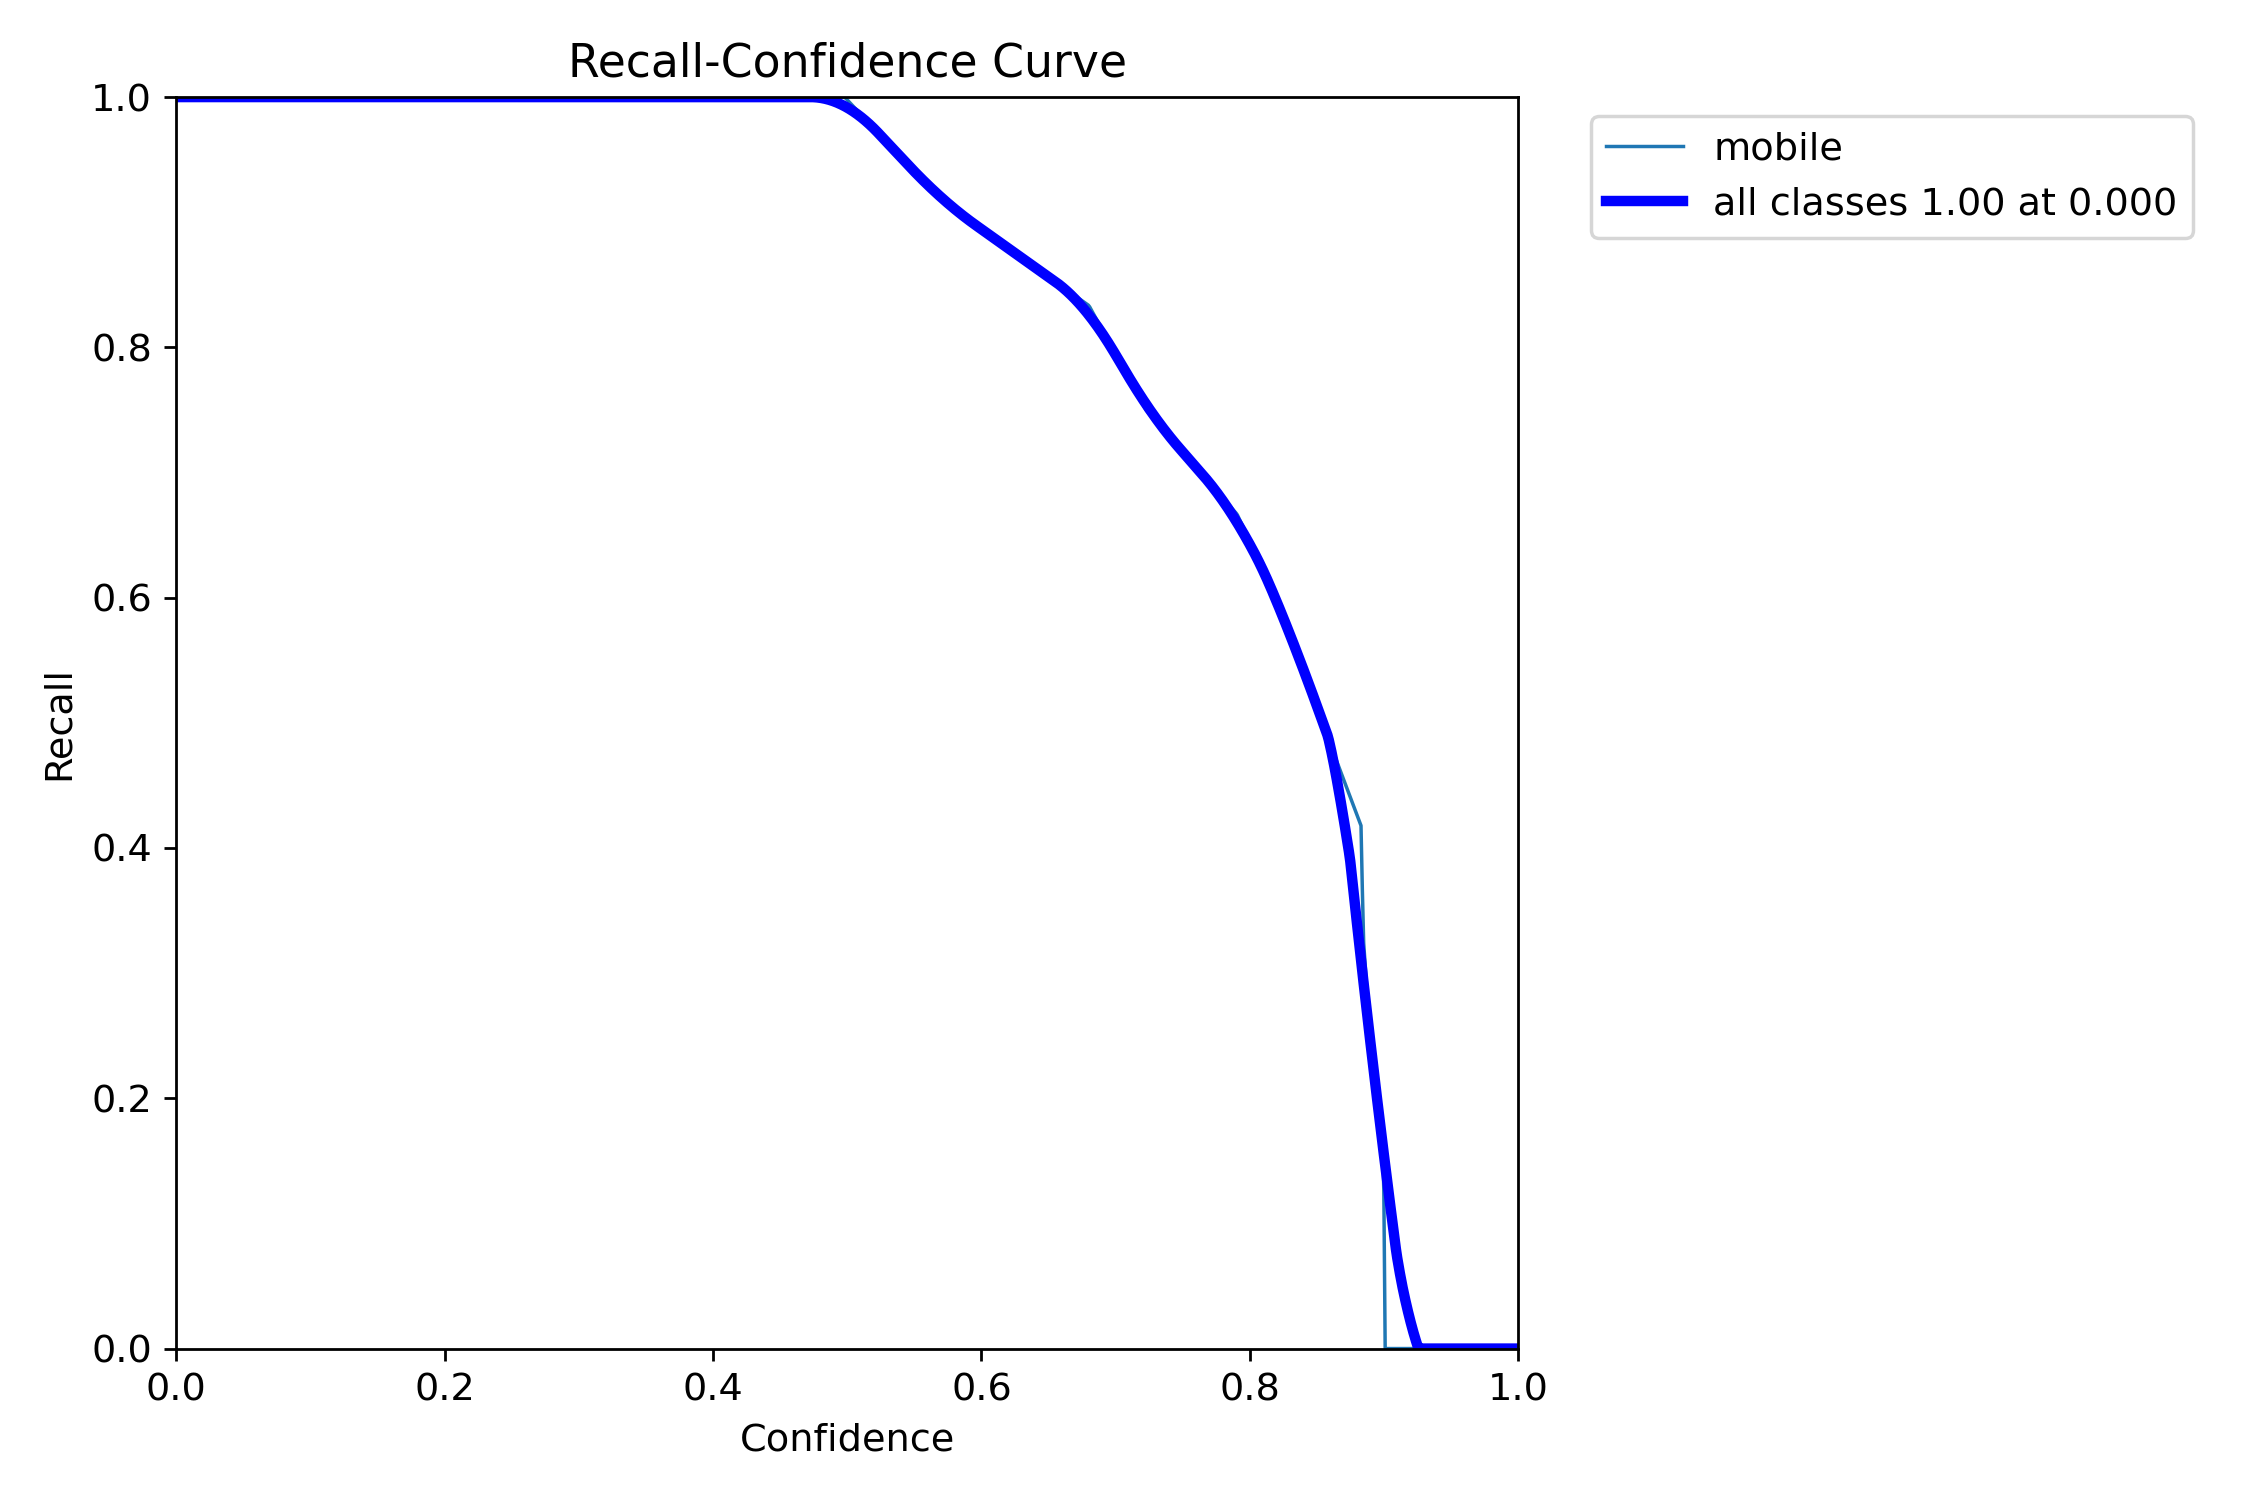 Recall-Confidence Curve
1.0
0.8
0.6
0.4
0.2
0.0
Recall
0.0 0.2 0.4 0.6 0.8 1.0
Confidence
mobile
all classes 1.00 at 0.000